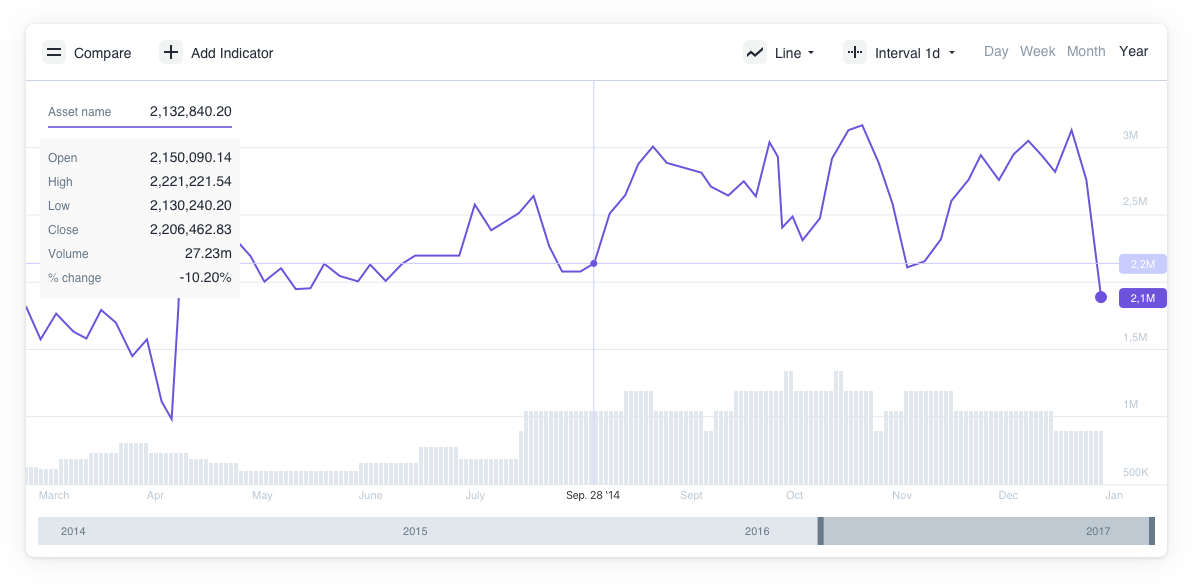 Compare Add Indicator Line Interval 1d Day Week Month Year
Asset name 2,132,840.20
Open 2,150,090.14
High 2,221,221.54
Low 2,130,240.20
Close 2,206,462.83
Volume 27.23m
% change -10.20%
3M
2,5M
2,2M
2,1M
1,5M
1M
500K
March Apr May June July Sep. 28 '14 Sept Oct Nov Dec Jan
2014 2015 2016 2017